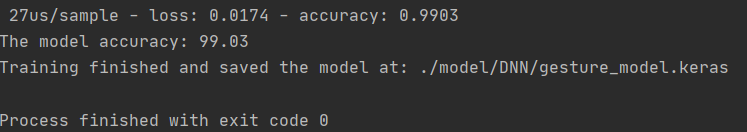 27us/sample - loss: 0.0174 - accuracy: 0.9903
The model accuracy: 99.03
Training finished and saved the model at: ./model/DNN/gesture_model.keras
Process finished with exit code 0